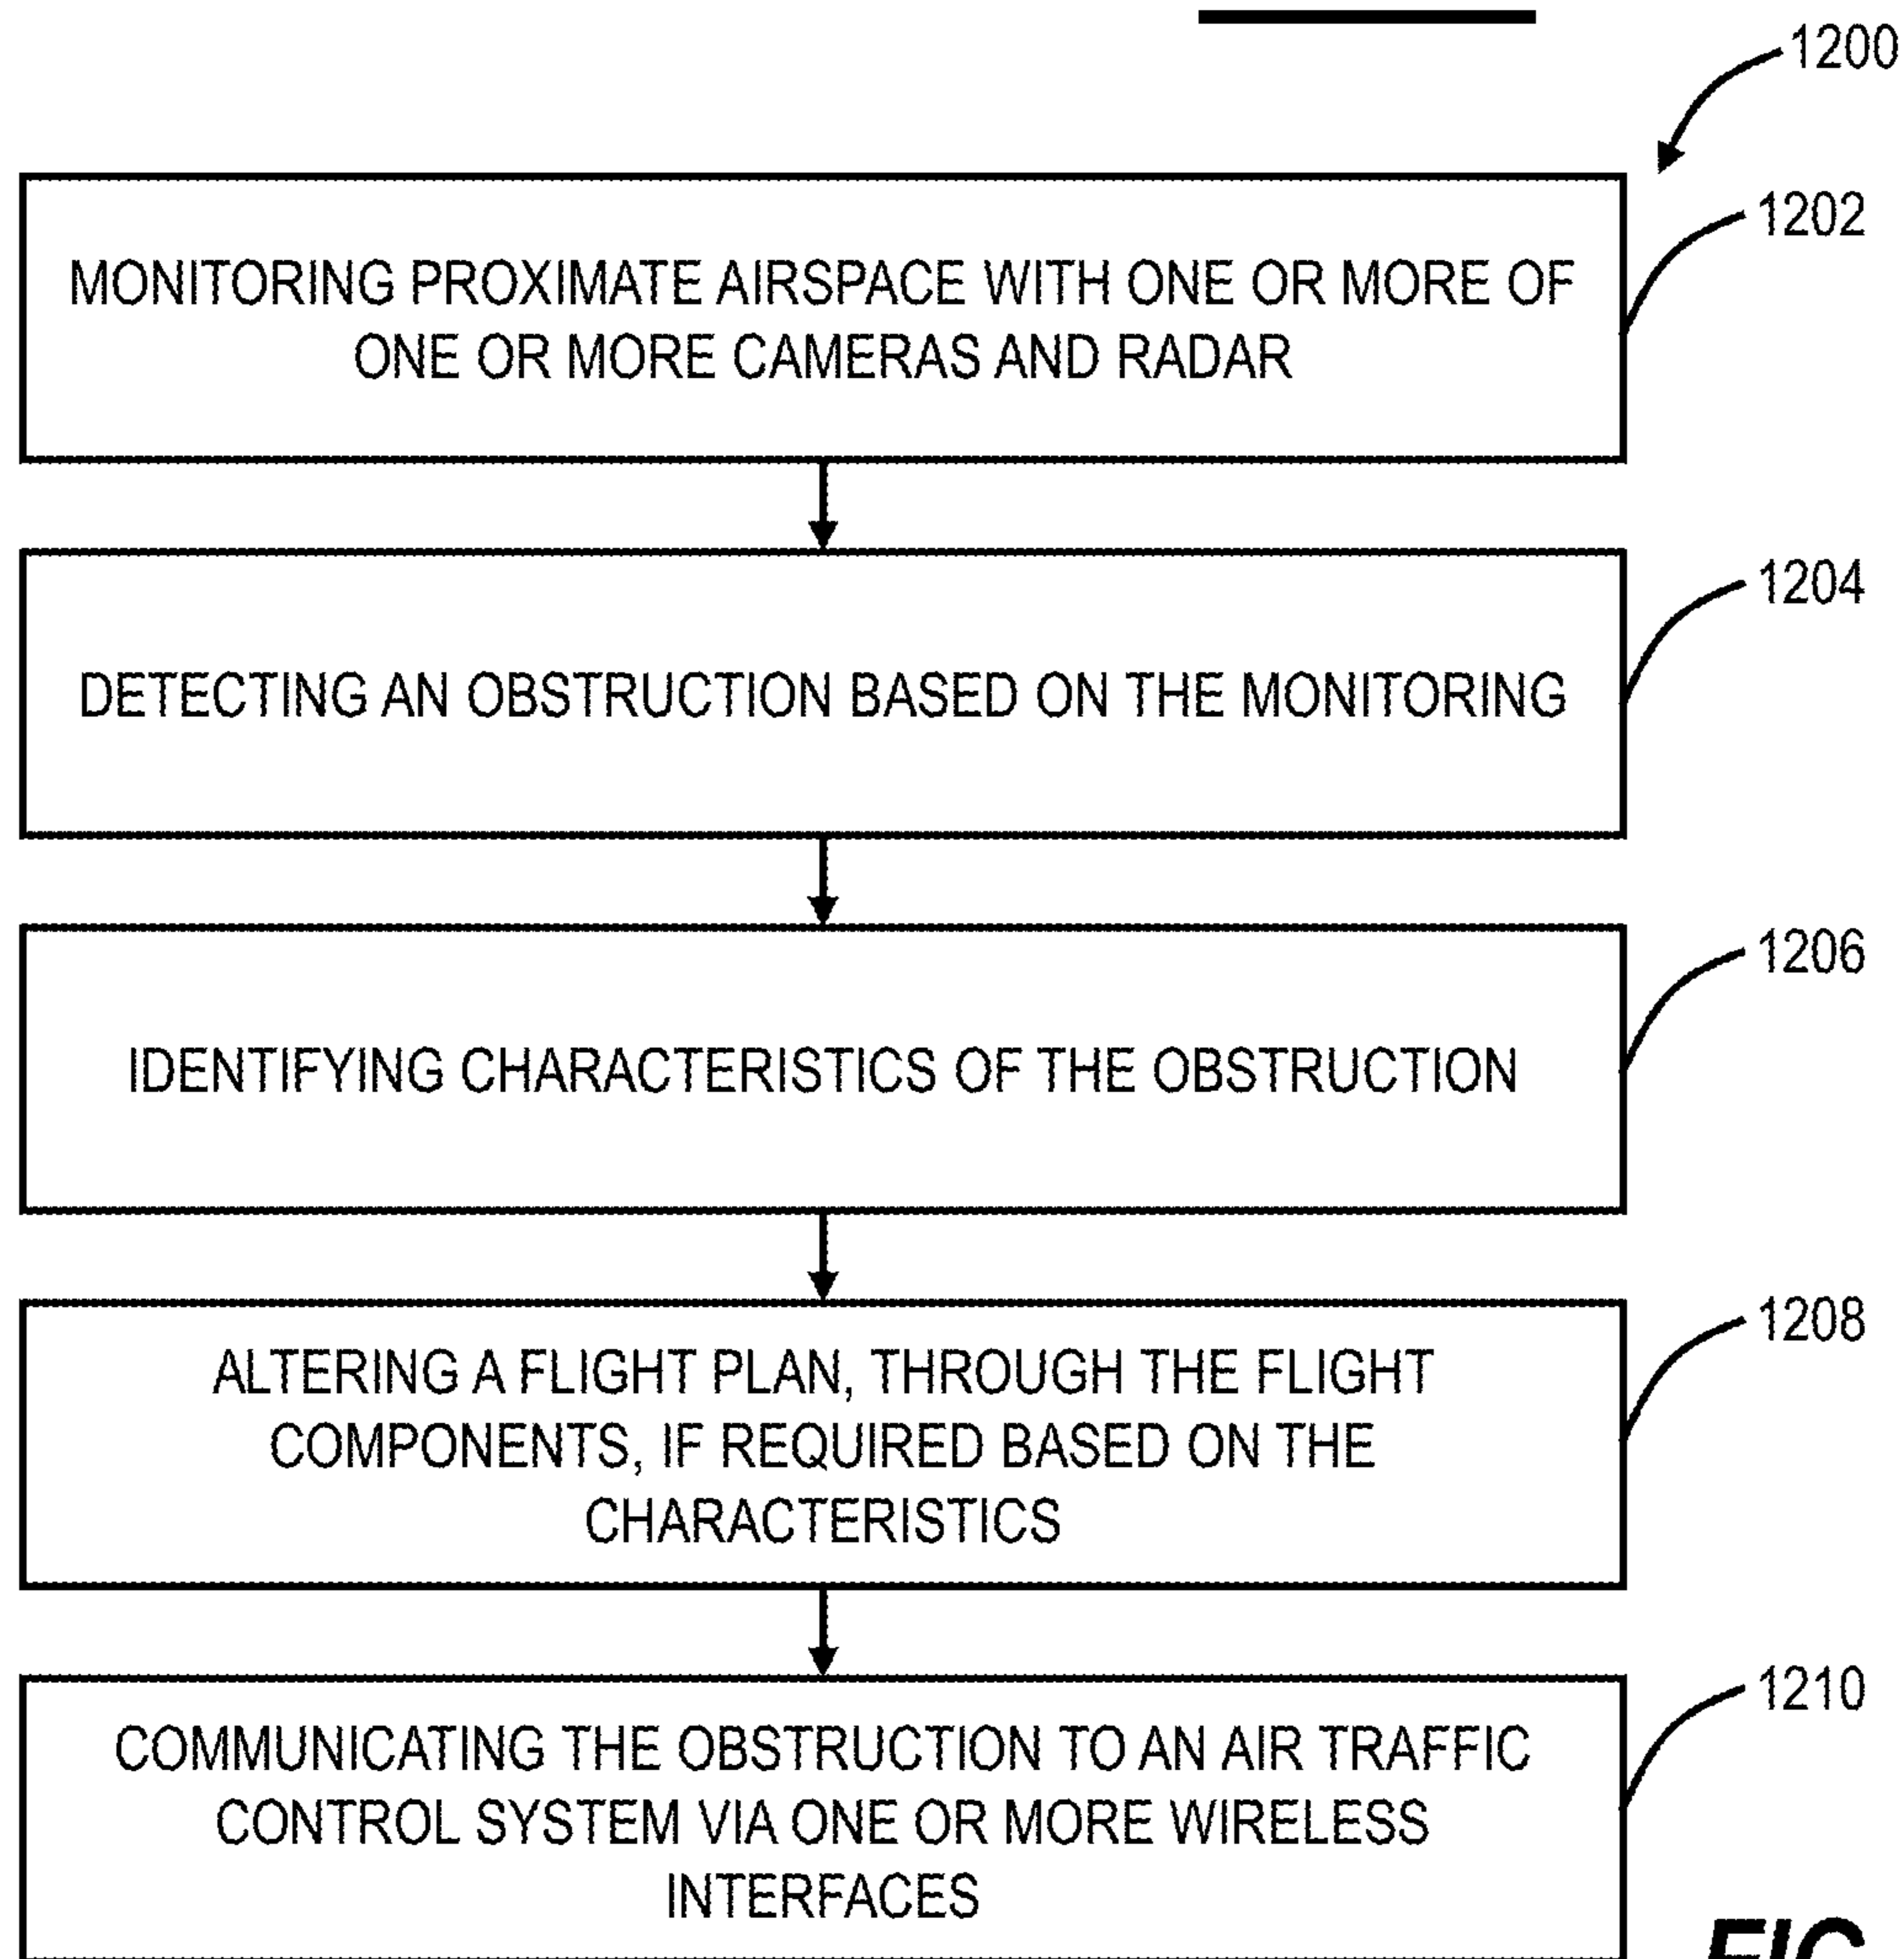 1200
1202
MONITORING PROXIMATE AIRSPACE WITH ONE OR MORE OF
ONE OR MORE CAMERAS AND RADAR
1204
DETECTING AN OBSTRUCTION BASED ON THE MONITORING
1206
IDENTIFYING CHARACTERISTICS OF THE OBSTRUCTION
1208
ALTERING A FLIGHT PLAN, THROUGH THE FLIGHT
COMPONENTS, IF REQUIRED BASED ON THE
CHARACTERISTICS
1210
COMMUNICATING THE OBSTRUCTION TO AN AIR TRAFFIC
CONTROL SYSTEM VIA ONE OR MORE WIRELESS
INTERFACES